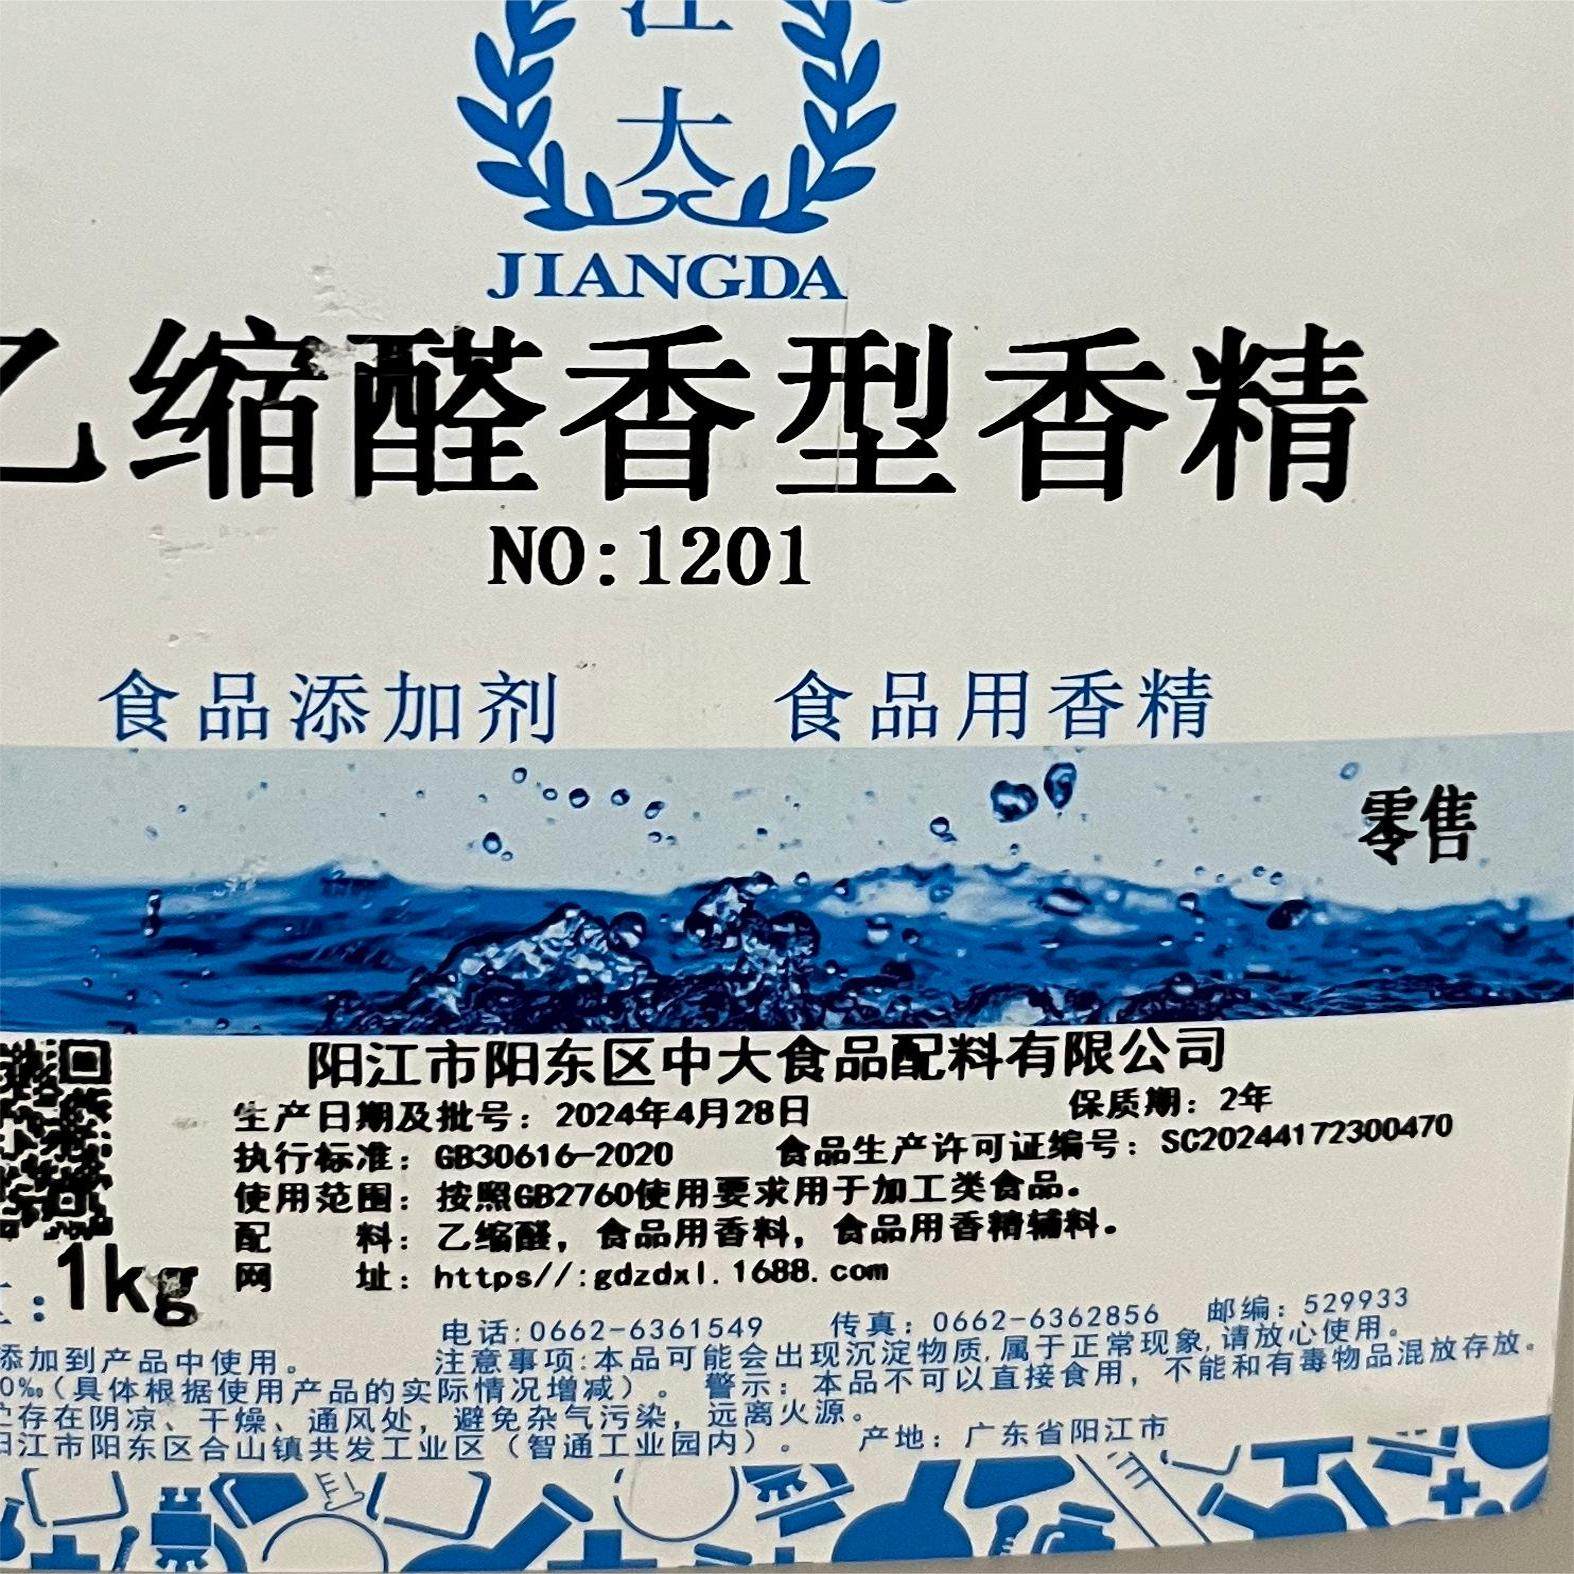 江
大
JIANGDA
乙缩醛香型香精
NO:1201
食品添加剂 食品用香精
零售
阳江市阳东区中大食品配料有限公司
生产日期及批号：2024年4月28日 保质期：2年
执行标准：GB30616-2020 食品生产许可证编号：SC20244172300470
使用范围：按照GB2760使用要求用于加工类食品。
配 料：乙缩醛，食品用香料，食品用香精辅料。
网 址：https//:gdzdxl.1688.com
：1kg
电话:0662-6361549 传真：0662-6362856 邮编：529933
添加到产品中使用。 注意事项:本品可能会出现沉淀物质,属于正常现象,请放心使用。
0‰（具体根据使用产品的实际情况增减）。 警示：本品不可以直接食用，不能和有毒物品混放存放。
存在阴凉、干燥、通风处，避免杂气污染，远离火源。
阳江市阳东区合山镇共发工业区（智通工业园内）。 产地：广东省阳江市